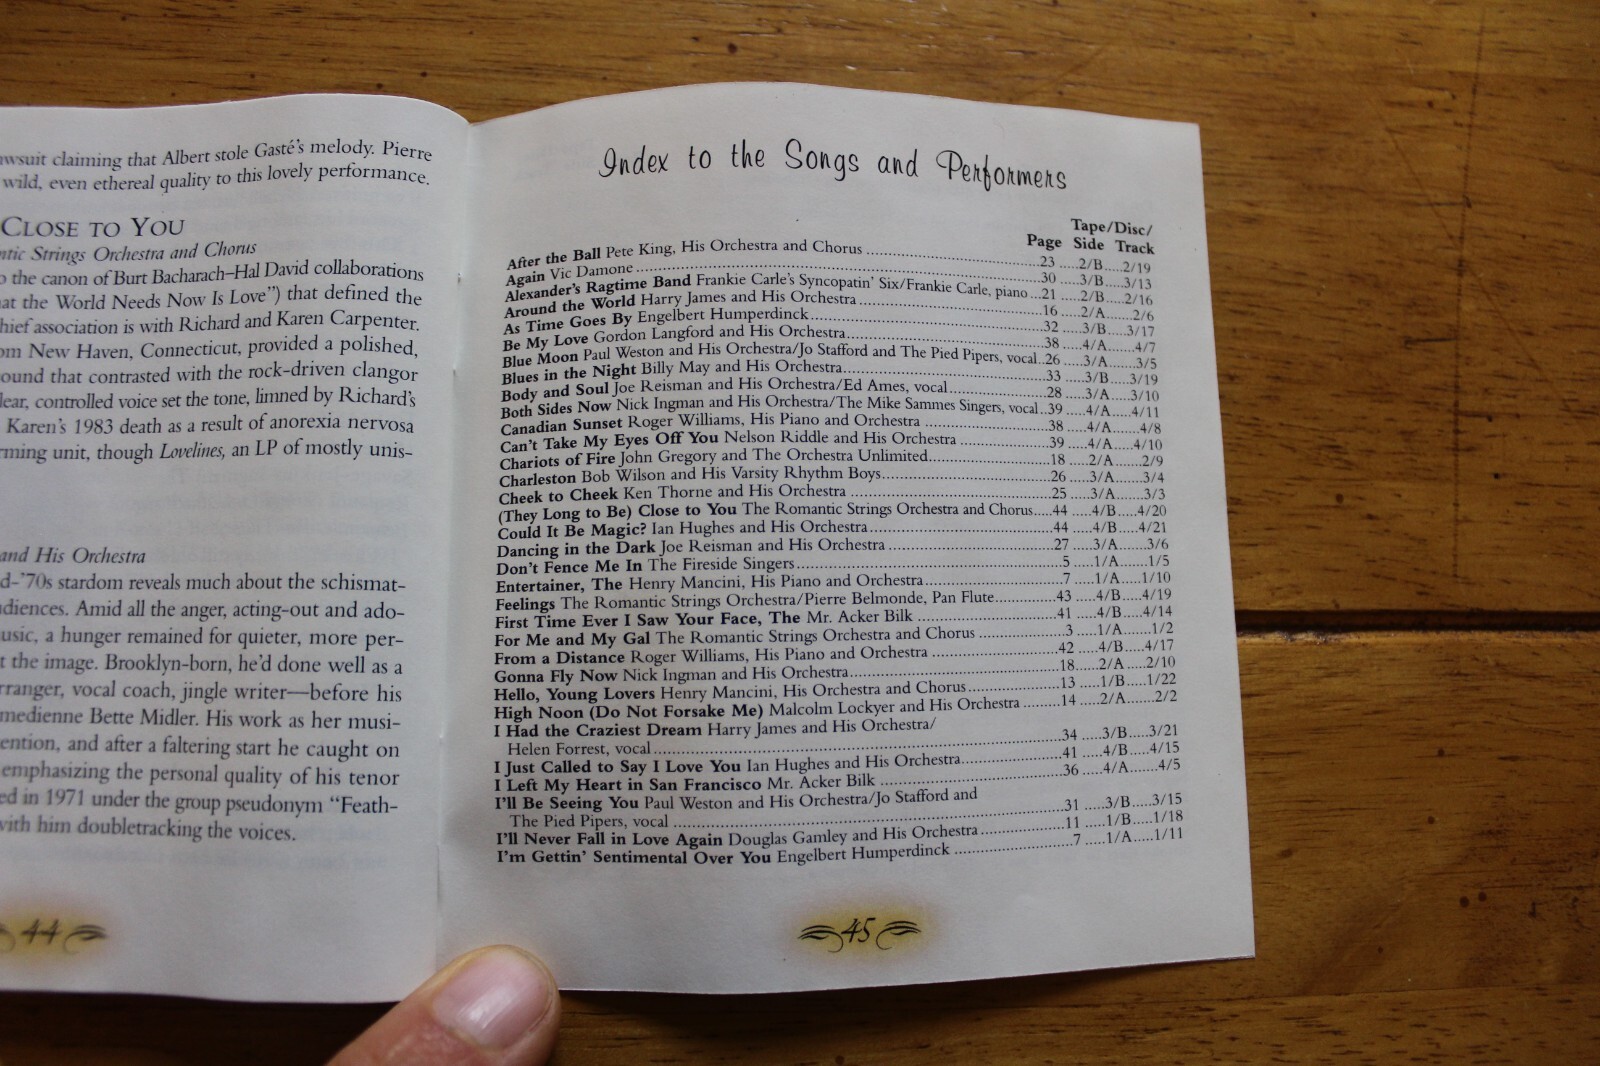 wsuit claiming that Albert stole Gasté's melody. Pierre
wild, even ethereal quality to this lovely performance.
CLOSE TO YOU
ntic Strings Orchestra and Chorus
o the canon of Burt Bacharach–Hal David collaborations
at the World Needs Now Is Love") that defined the
hief association is with Richard and Karen Carpenter.
om New Haven, Connecticut, provided a polished,
ound that contrasted with the rock-driven clangor
lear, controlled voice set the tone, limned by Richard's
Karen's 1983 death as a result of anorexia nervosa
rming unit, though Lovelines, an LP of mostly unis-
and His Orchestra
d-'70s stardom reveals much about the schismat-
diences. Amid all the anger, acting-out and ado-
usic, a hunger remained for quieter, more per-
t the image. Brooklyn-born, he'd done well as a
rranger, vocal coach, jingle writer—before his
medienne Bette Midler. His work as her musi-
ention, and after a faltering start he caught on
emphasizing the personal quality of his tenor
ed in 1971 under the group pseudonym "Feath-
with him doubletracking the voices.
44
Index to the Songs and Performers
Tape/Disc/
Page Side Track
After the Ball Pete King, His Orchestra and Chorus ........ 23 .....2/B.....2/19
Again Vic Damone ........ 30 .....3/B.....3/13
Alexander's Ragtime Band Frankie Carle's Syncopatin' Six/Frankie Carle, piano ...21 .....2/B.....2/16
Around the World Harry James and His Orchestra ........ 16 .....2/A.......2/6
As Time Goes By Engelbert Humperdinck ........ 32 .....3/B.....3/17
Be My Love Gordon Langford and His Orchestra ........ 38 .....4/A.......4/7
Blue Moon Paul Weston and His Orchestra/Jo Stafford and The Pied Pipers, vocal..26 .....3/A.......3/5
Blues in the Night Billy May and His Orchestra ........ 33 .....3/B.....3/19
Body and Soul Joe Reisman and His Orchestra/Ed Ames, vocal ........ 28 .....3/A.....3/10
Both Sides Now Nick Ingman and His Orchestra/The Mike Sammes Singers, vocal..39 .....4/A.....4/11
Canadian Sunset Roger Williams, His Piano and Orchestra ........ 38 .....4/A.......4/8
Can't Take My Eyes Off You Nelson Riddle and His Orchestra ........ 39 .....4/A.....4/10
Chariots of Fire John Gregory and The Orchestra Unlimited ........ 18 .....2/A.......2/9
Charleston Bob Wilson and His Varsity Rhythm Boys ........ 26 .....3/A.......3/4
Cheek to Cheek Ken Thorne and His Orchestra ........ 25 .....3/A.......3/3
(They Long to Be) Close to You The Romantic Strings Orchestra and Chorus.....44 .....4/B.....4/20
Could It Be Magic? Ian Hughes and His Orchestra ........ 44 .....4/B.....4/21
Dancing in the Dark Joe Reisman and His Orchestra ........ 27 .....3/A.......3/6
Don't Fence Me In The Fireside Singers ........ 5 .....1/A.......1/5
Entertainer, The Henry Mancini, His Piano and Orchestra ........ 7 .....1/A.....1/10
Feelings The Romantic Strings Orchestra/Pierre Belmonde, Pan Flute ........ 43 .....4/B.....4/19
First Time Ever I Saw Your Face, The Mr. Acker Bilk ........ 41 .....4/B.....4/14
For Me and My Gal The Romantic Strings Orchestra and Chorus ........ 3 .....1/A.......1/2
From a Distance Roger Williams, His Piano and Orchestra ........ 42 .....4/B.....4/17
Gonna Fly Now Nick Ingman and His Orchestra ........ 18 .....2/A.....2/10
Hello, Young Lovers Henry Mancini, His Orchestra and Chorus ........ 13 .....1/B.....1/22
High Noon (Do Not Forsake Me) Malcolm Lockyer and His Orchestra ........ 14 .....2/A.......2/2
I Had the Craziest Dream Harry James and His Orchestra/
Helen Forrest, vocal ........ 34 .....3/B.....3/21
I Just Called to Say I Love You Ian Hughes and His Orchestra ........ 41 .....4/B.....4/15
I Left My Heart in San Francisco Mr. Acker Bilk ........ 36 .....4/A.......4/5
I'll Be Seeing You Paul Weston and His Orchestra/Jo Stafford and
The Pied Pipers, vocal ........ 31 .....3/B.....3/15
I'll Never Fall in Love Again Douglas Gamley and His Orchestra ........ 11 .....1/B.....1/18
I'm Gettin' Sentimental Over You Engelbert Humperdinck ........ 7 .....1/A.....1/11
45